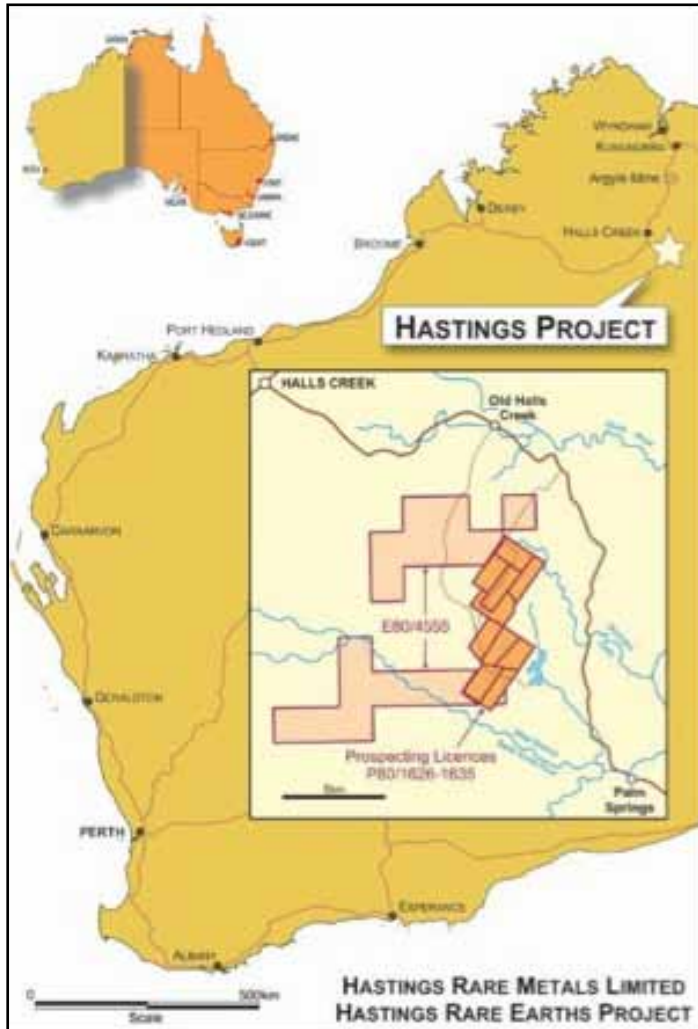 WYNDHAM
KUNUNURRA
Argyle Mine
DERBY
HALLS CREEK
BROOME
HASTINGS PROJECT
PORT HEDLAND
KARRATHA
HALLS CREEK
Old Halls
Creek
CARNARVON
E80/4555
GERALDTON
Prospecting Licences
P80/1626-1635
5km
Palm
Springs
PERTH
ESPERANCE
ALBANY
0 500km
Scale
HASTINGS RARE METALS LIMITED
HASTINGS RARE EARTHS PROJECT